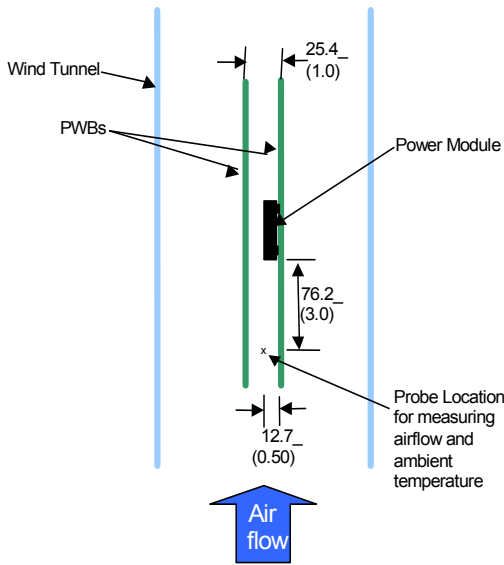 25.4_
(1.0)
Wind Tunnel
PWBs
Power Module
76.2_
(3.0)
x
Probe Location
for measuring
airflow and
ambient
temperature
12.7_
(0.50)
Air
flow